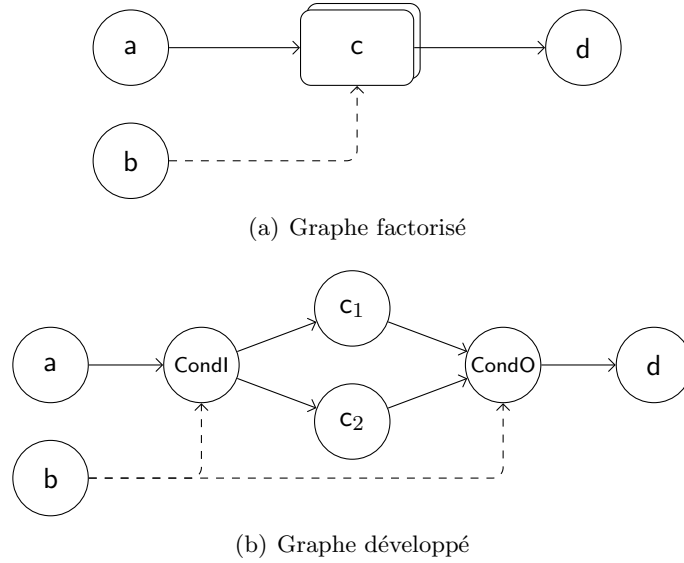 a
c
d
b
(a) Graphe factorisé
c1
a
CondI
CondO
d
c2
b
(b) Graphe développé